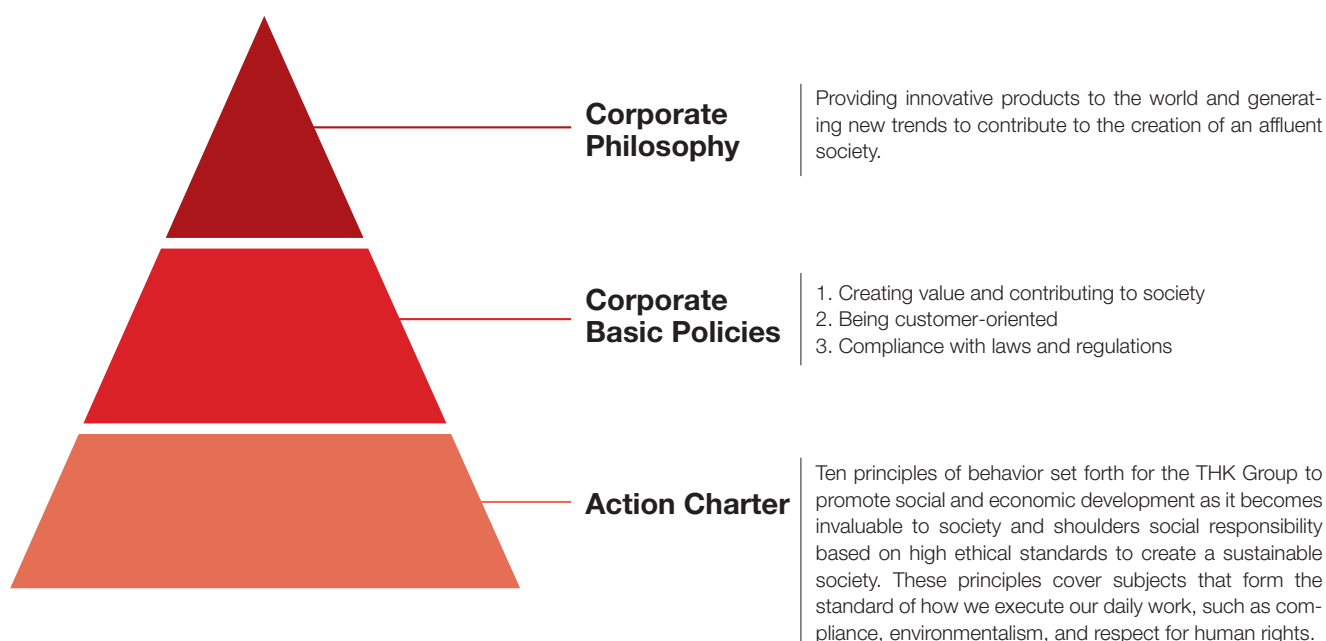 Corporate
Philosophy
Providing innovative products to the world and generat-
ing new trends to contribute to the creation of an affluent
society.
Corporate
Basic Policies
1. Creating value and contributing to society
2. Being customer-oriented
3. Compliance with laws and regulations
Action Charter
Ten principles of behavior set forth for the THK Group to
promote social and economic development as it becomes
invaluable to society and shoulders social responsibility
based on high ethical standards to create a sustainable
society. These principles cover subjects that form the
standard of how we execute our daily work, such as com-
pliance, environmentalism, and respect for human rights.